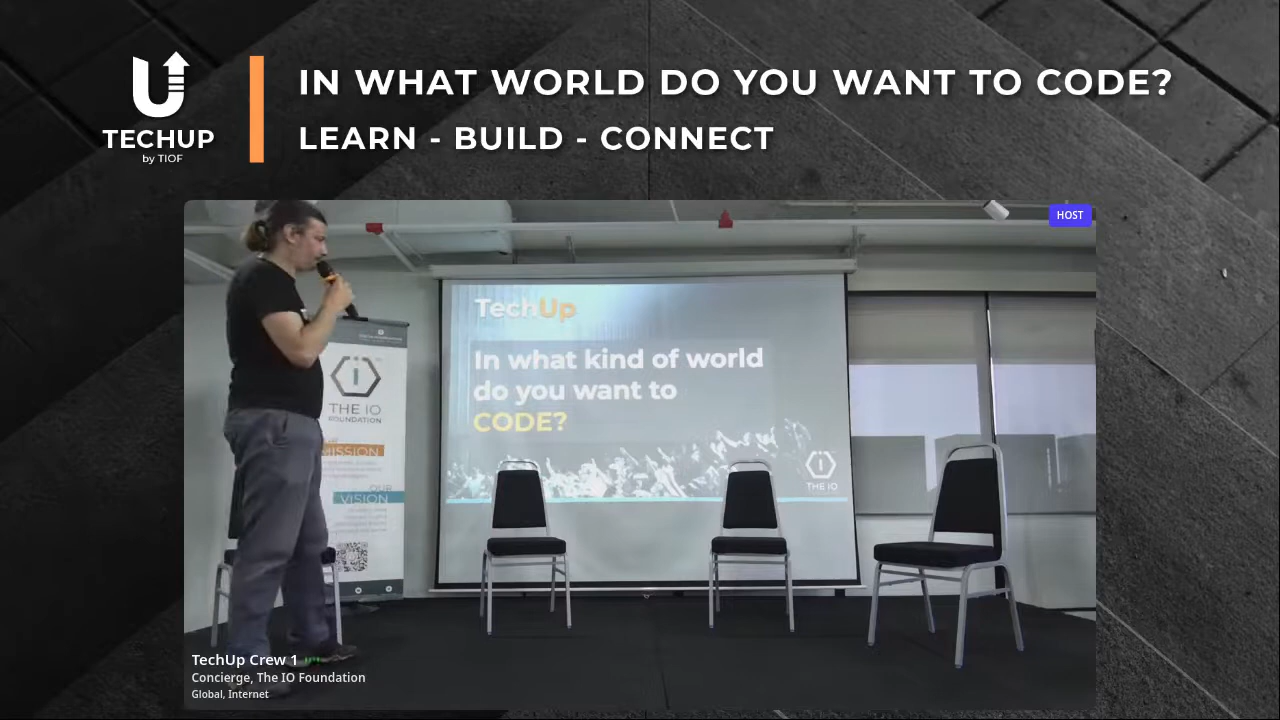 TECHUP
by TIOF
IN WHAT WORLD DO YOU WANT TO CODE?
LEARN - BUILD - CONNECT
HOST
TechUp
In what kind of world
do you want to
CODE?
THE IO
THE IO
FOUNDATION
MISSION
OUR
VISION
TechUp Crew 1
Concierge, The IO Foundation
Global, Internet